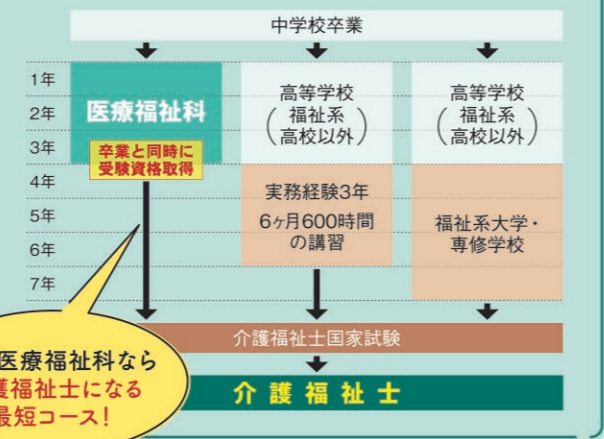 中学校卒業
1年
2年
3年
4年
5年
6年
7年
医療福祉科
卒業と同時に
受験資格取得
高等学校
（福祉系
高校以外）
実務経験3年
6ヶ月600時間
の講習
高等学校
（福祉系
高校以外）
福祉系大学・
専修学校
介護福祉士国家試験
介護福祉士
医療福祉科なら
護福祉士になる
最短コース！